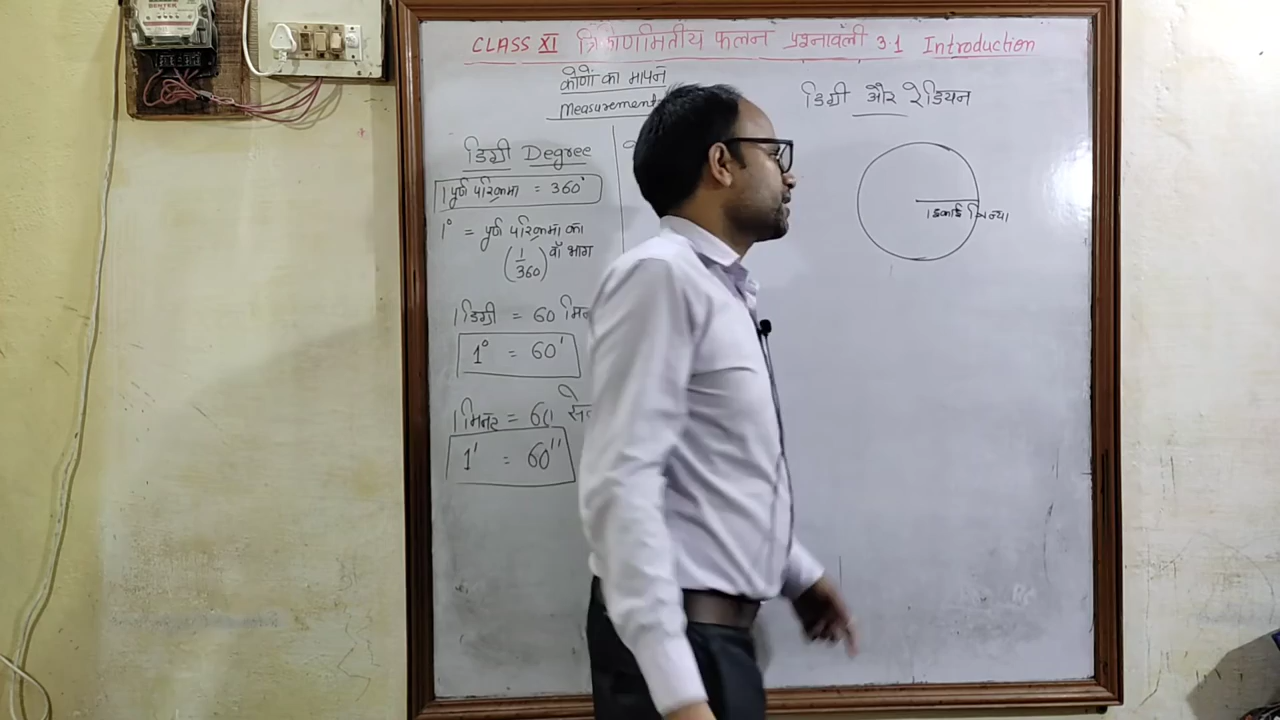 CLASS XI त्रिकोणमितीय फलन प्रश्नावली 3.1 Introduction
कोणों का मापन
Measurement
डिग्री और रेडियन
डिग्री Degree
1 पूर्ण परिक्रमा = 360°
1° = पूर्ण परिक्रमा का
(1/360) वाँ भाग
1 डिग्री = 60
1° = 60'
1 मिनट = 60
1' = 60"
1 इकाई त्रिज्या